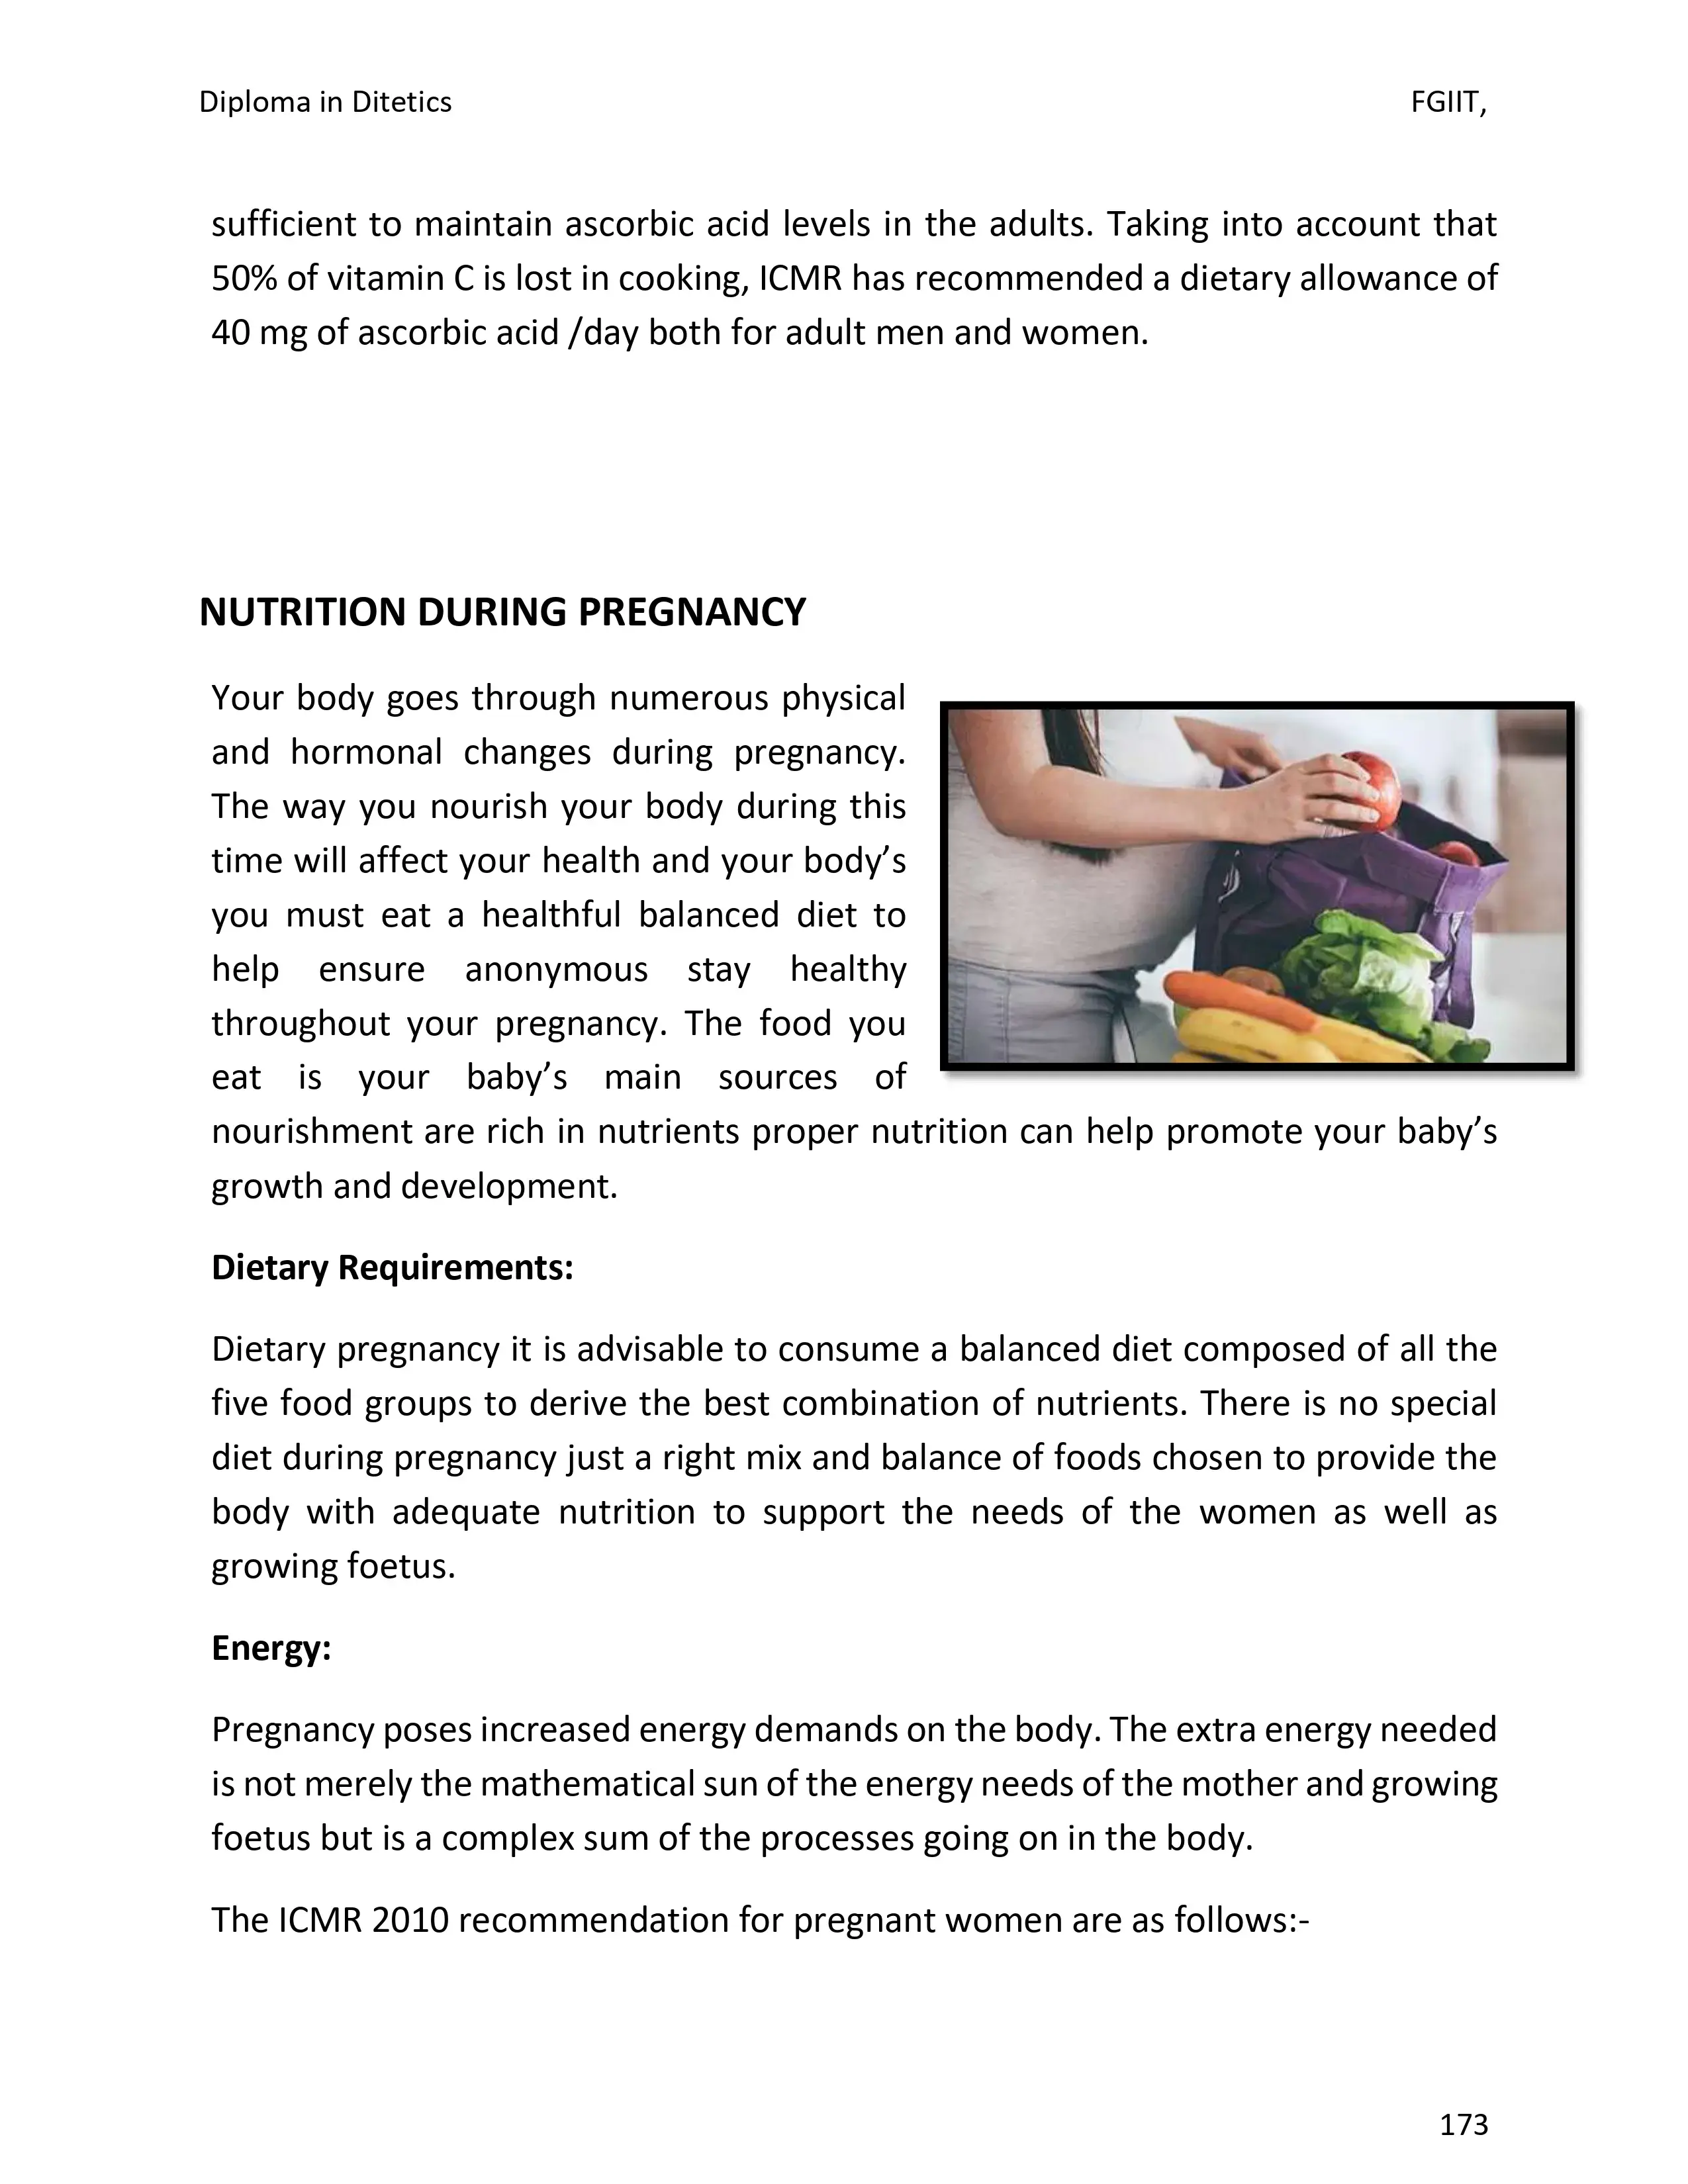 Diploma in Ditetics FGIIT,
sufficient to maintain ascorbic acid levels in the adults. Taking into account that
50% of vitamin C is lost in cooking, ICMR has recommended a dietary allowance of
40 mg of ascorbic acid /day both for adult men and women.
NUTRITION DURING PREGNANCY
Your body goes through numerous physical
and hormonal changes during pregnancy.
The way you nourish your body during this
time will affect your health and your body’s
you must eat a healthful balanced diet to
help ensure anonymous stay healthy
throughout your pregnancy. The food you
eat is your baby’s main sources of
nourishment are rich in nutrients proper nutrition can help promote your baby’s
growth and development.
Dietary Requirements:
Dietary pregnancy it is advisable to consume a balanced diet composed of all the
five food groups to derive the best combination of nutrients. There is no special
diet during pregnancy just a right mix and balance of foods chosen to provide the
body with adequate nutrition to support the needs of the women as well as
growing foetus.
Energy:
Pregnancy poses increased energy demands on the body. The extra energy needed
is not merely the mathematical sun of the energy needs of the mother and growing
foetus but is a complex sum of the processes going on in the body.
The ICMR 2010 recommendation for pregnant women are as follows:-
173